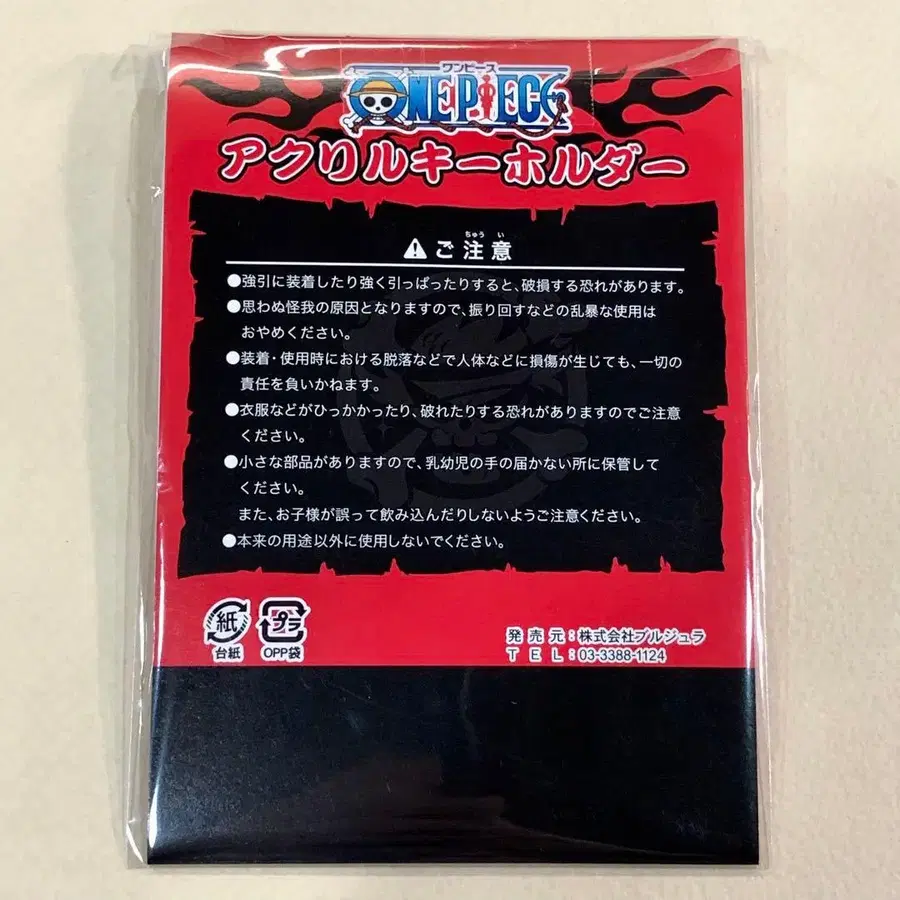 ワンピース
ONE PIECE
アクリルキーホルダー
ちゅう い
ご注意
●強引に装着したり強く引っぱったりすると、破損する恐れがあります。
●思わぬ怪我の原因となりますので、振り回すなどの乱暴な使用は
おやめください。
●装着・使用時における脱落などで人体などに損傷が生じても、一切の
責任を負いかねます。
●衣服などがひっかかったり、破れたりする恐れがありますのでご注意
ください。
●小さな部品がありますので、乳幼児の手の届かない所に保管して
ください。
また、お子様が誤って飲み込んだりしないようご注意ください。
●本来の用途以外に使用しないでください。
紙 プラ
台紙 OPP袋
発売元:株式会社ブルジュラ
TEL:03-3388-1124